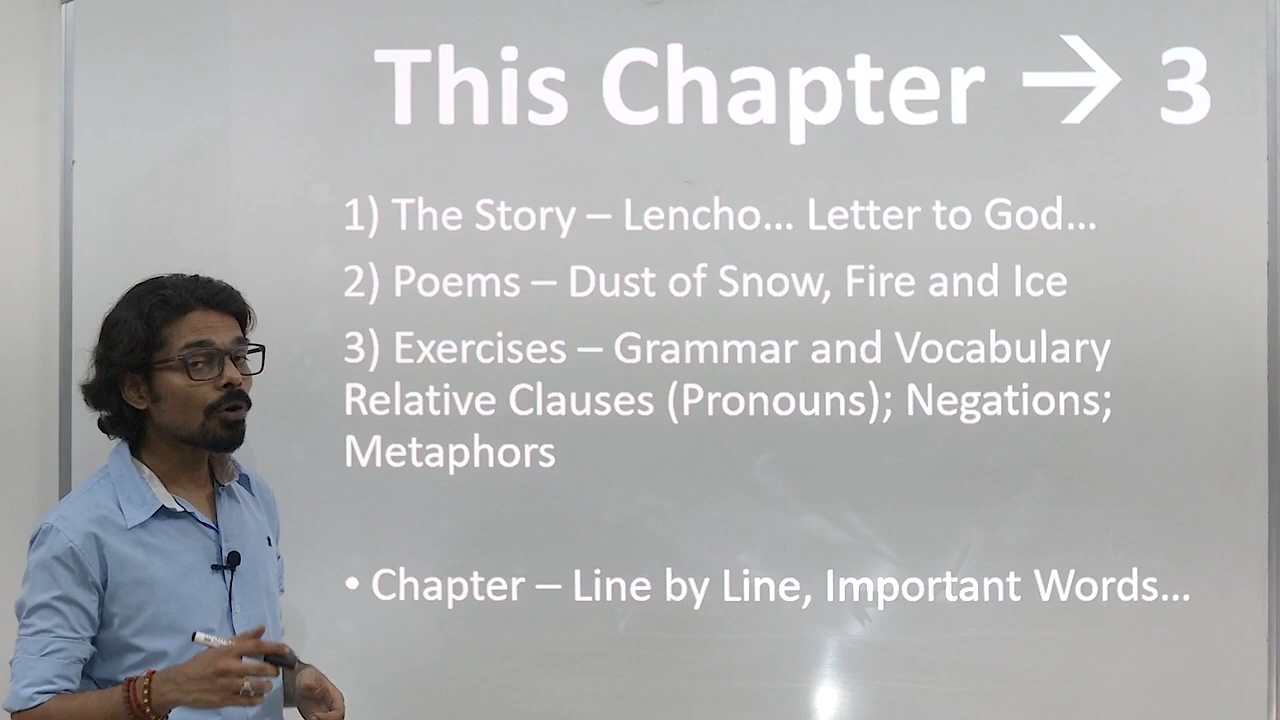 This Chapter → 3
1) The Story – Lencho... Letter to God...
2) Poems – Dust of Snow, Fire and Ice
3) Exercises – Grammar and Vocabulary
Relative Clauses (Pronouns); Negations;
Metaphors
• Chapter – Line by Line, Important Words...